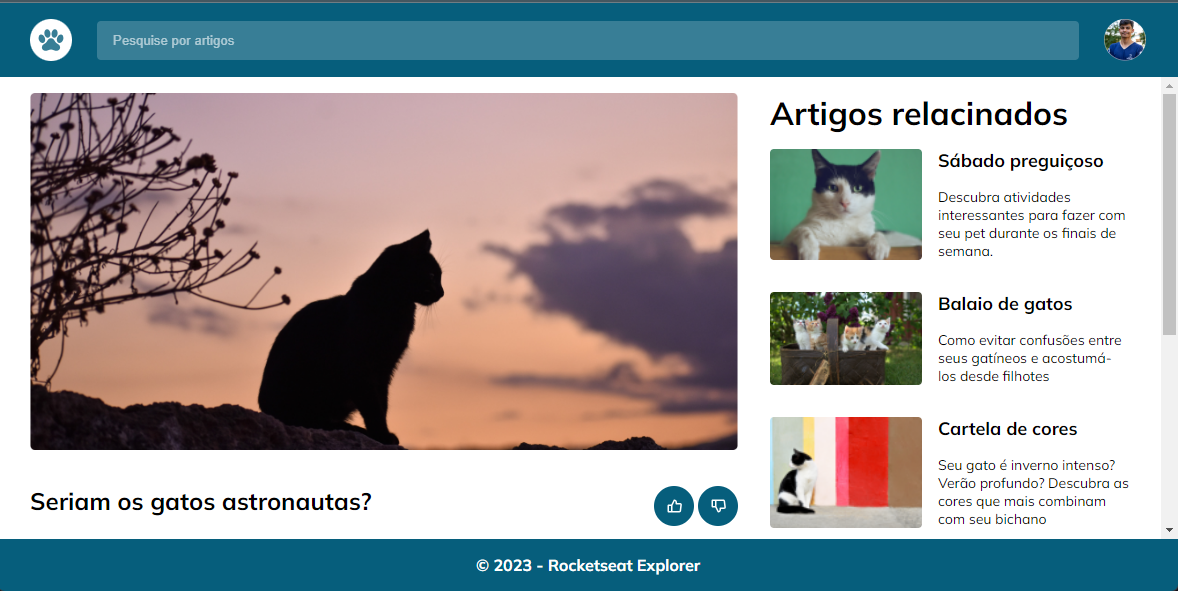 Pesquise por artigos
Seriam os gatos astronautas?
Artigos relacinados
Sábado preguiçoso
Descubra atividades
interessantes para fazer com
seu pet durante os finais de
semana.
Balaio de gatos
Como evitar confusões entre
seus gatíneos e acostumá-
los desde filhotes
Cartela de cores
Seu gato é inverno intenso?
Verão profundo? Descubra as
cores que mais combinam
com seu bichano
© 2023 - Rocketseat Explorer